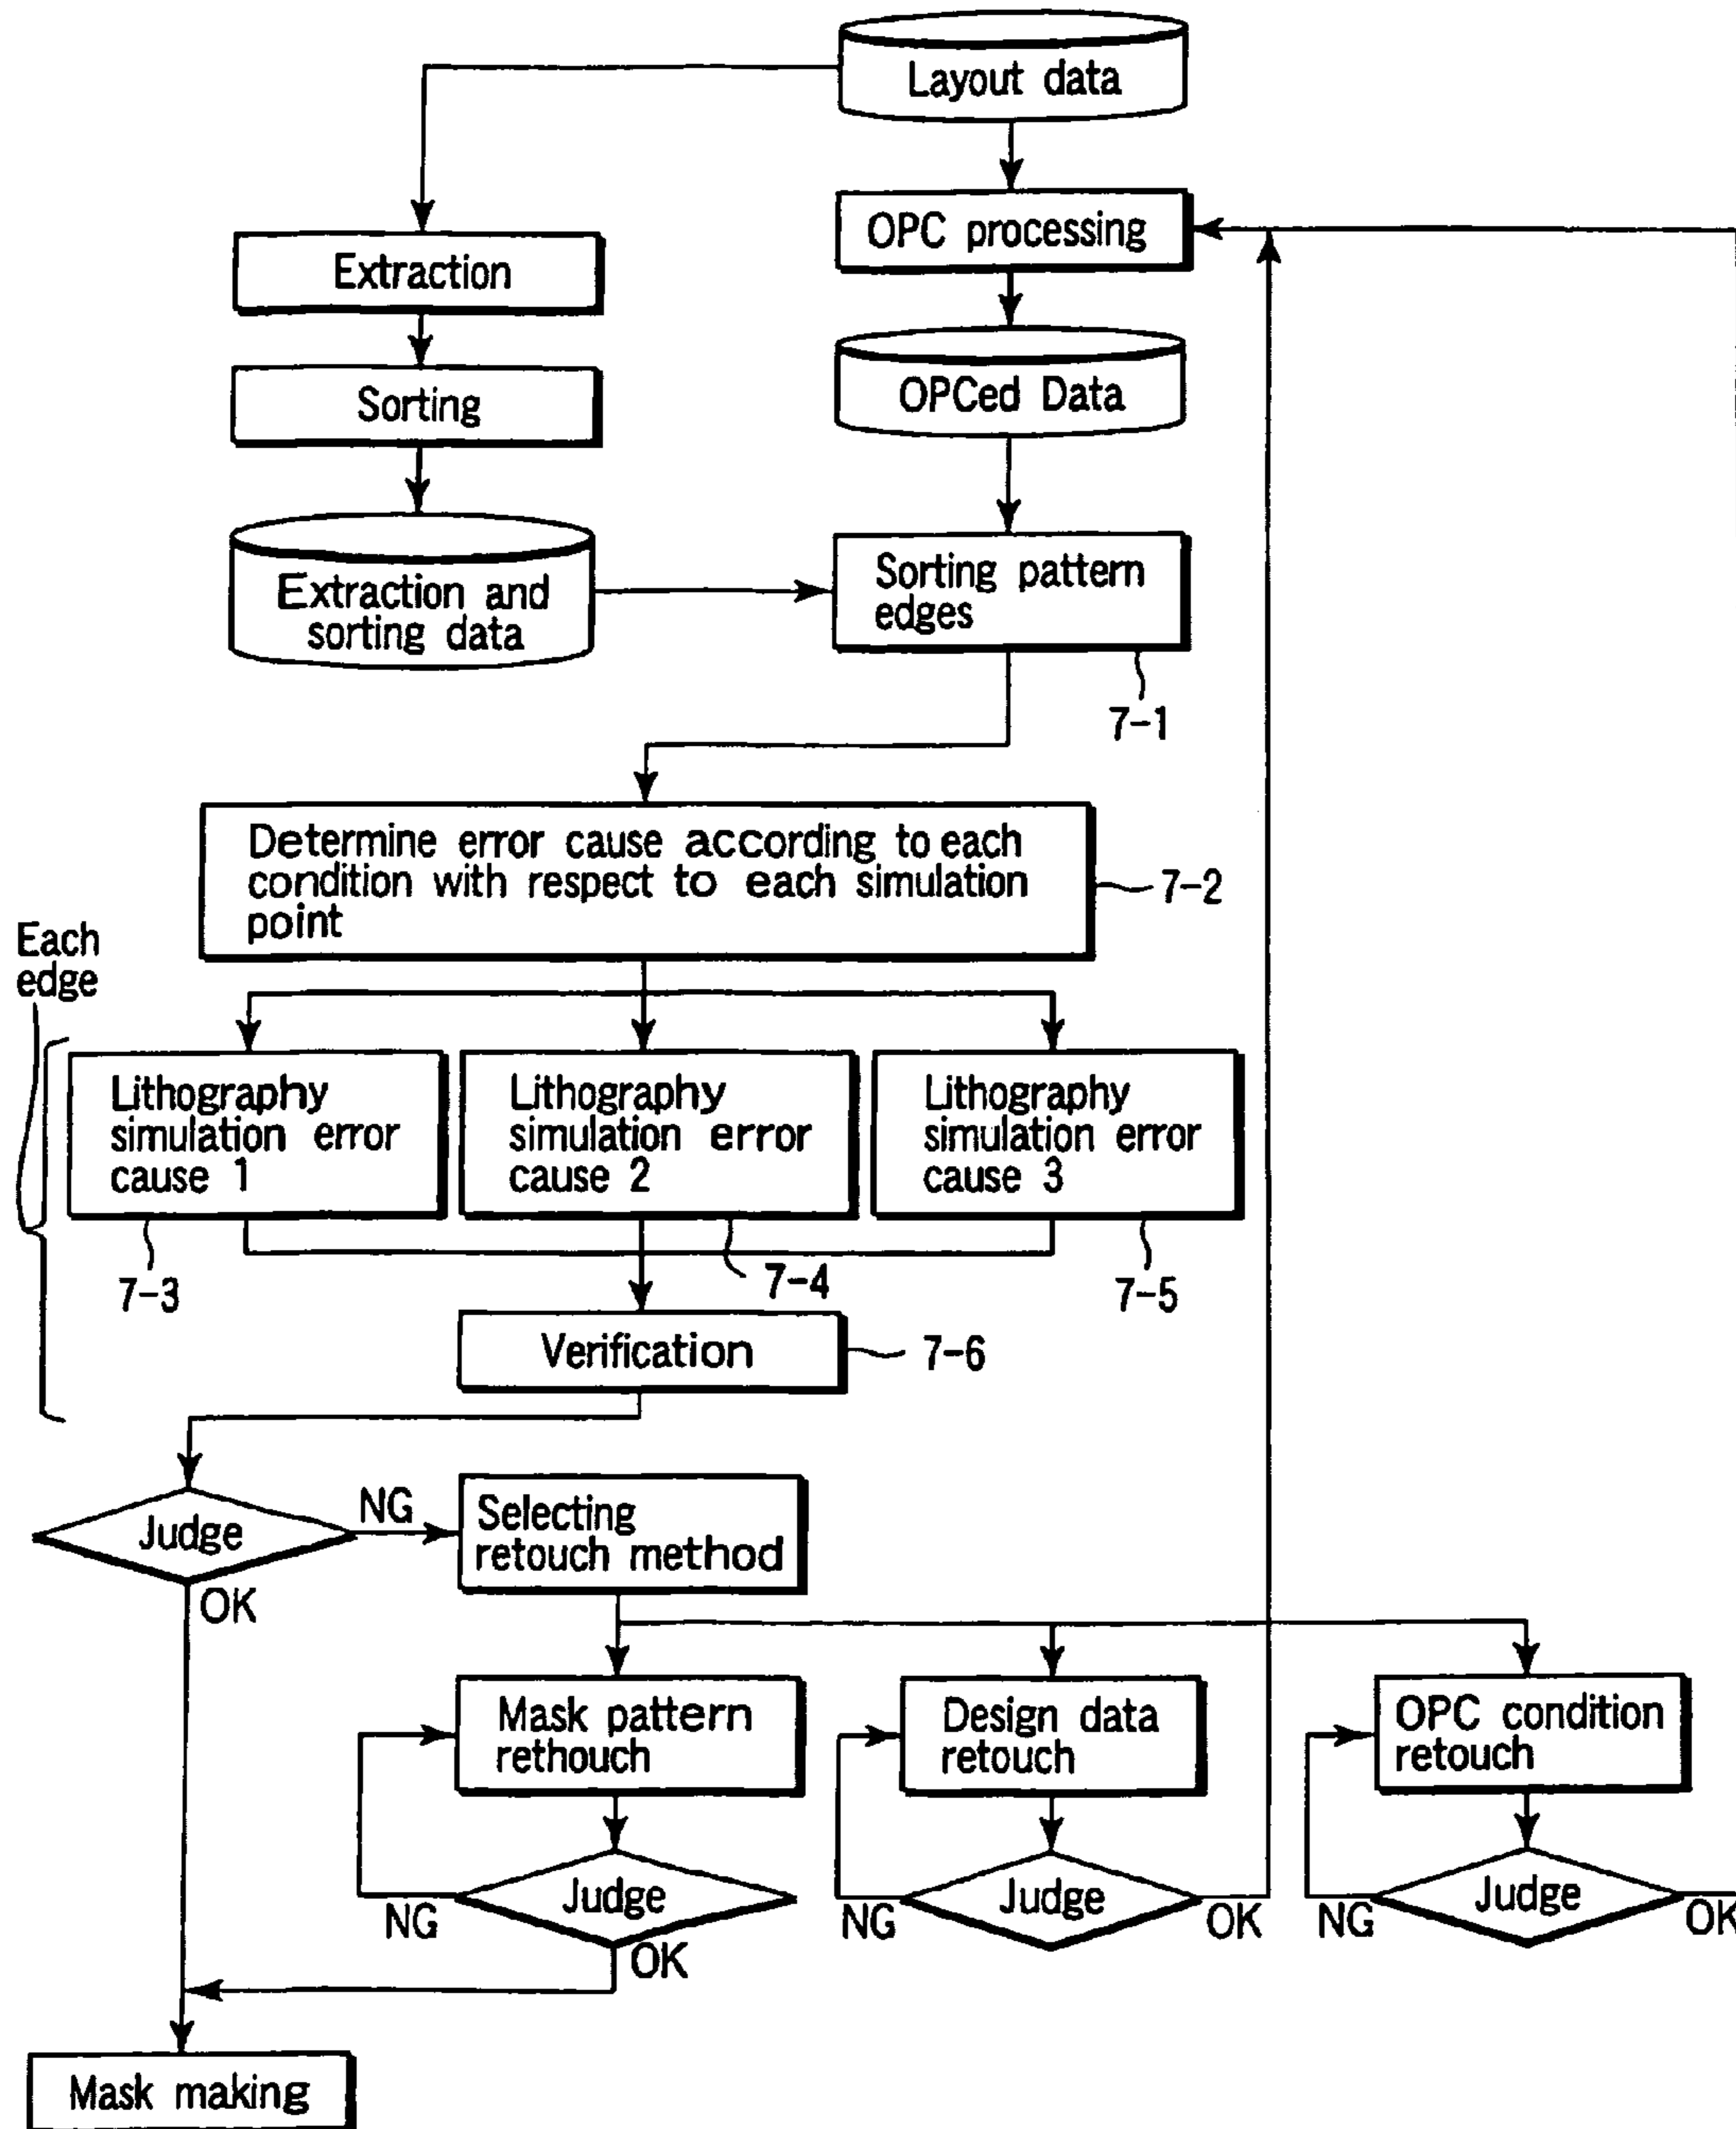 Layout data
OPC processing
Extraction
OPCed Data
Sorting
Extraction and
sorting data
Sorting pattern
edges
7-1
Determine error cause according to each
condition with respect to each simulation
point
7-2
Each
edge
Lithography
simulation error
cause 1
Lithography
simulation error
cause 2
Lithography
simulation error
cause 3
7-3
7-4
7-5
Verification
7-6
Judge
NG
OK
Selecting
retouch method
Mask pattern
rethouch
Design data
retouch
OPC condition
retouch
Judge
NG
OK
Judge
NG
OK
Judge
NG
OK
Mask making